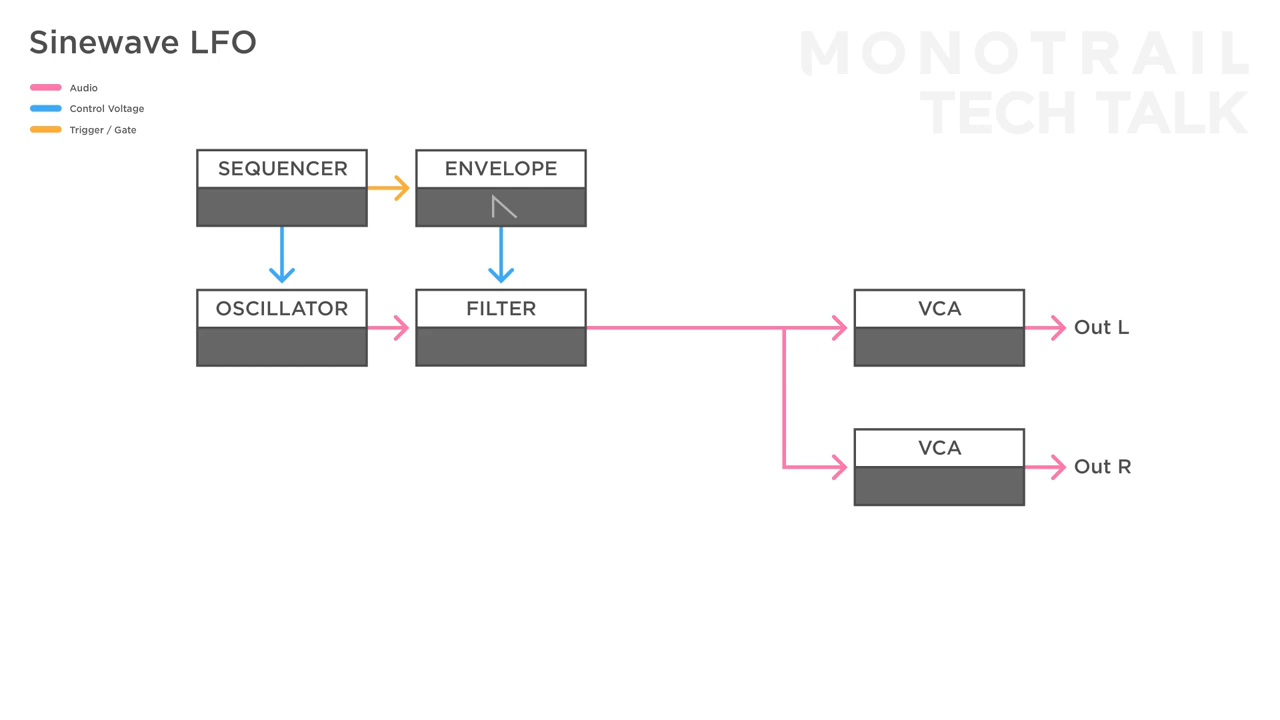 Sinewave LFO
MONOTRAIL
TECH TALK
Audio
Control Voltage
Trigger / Gate
SEQUENCER
ENVELOPE
OSCILLATOR
FILTER
VCA
Out L
VCA
Out R